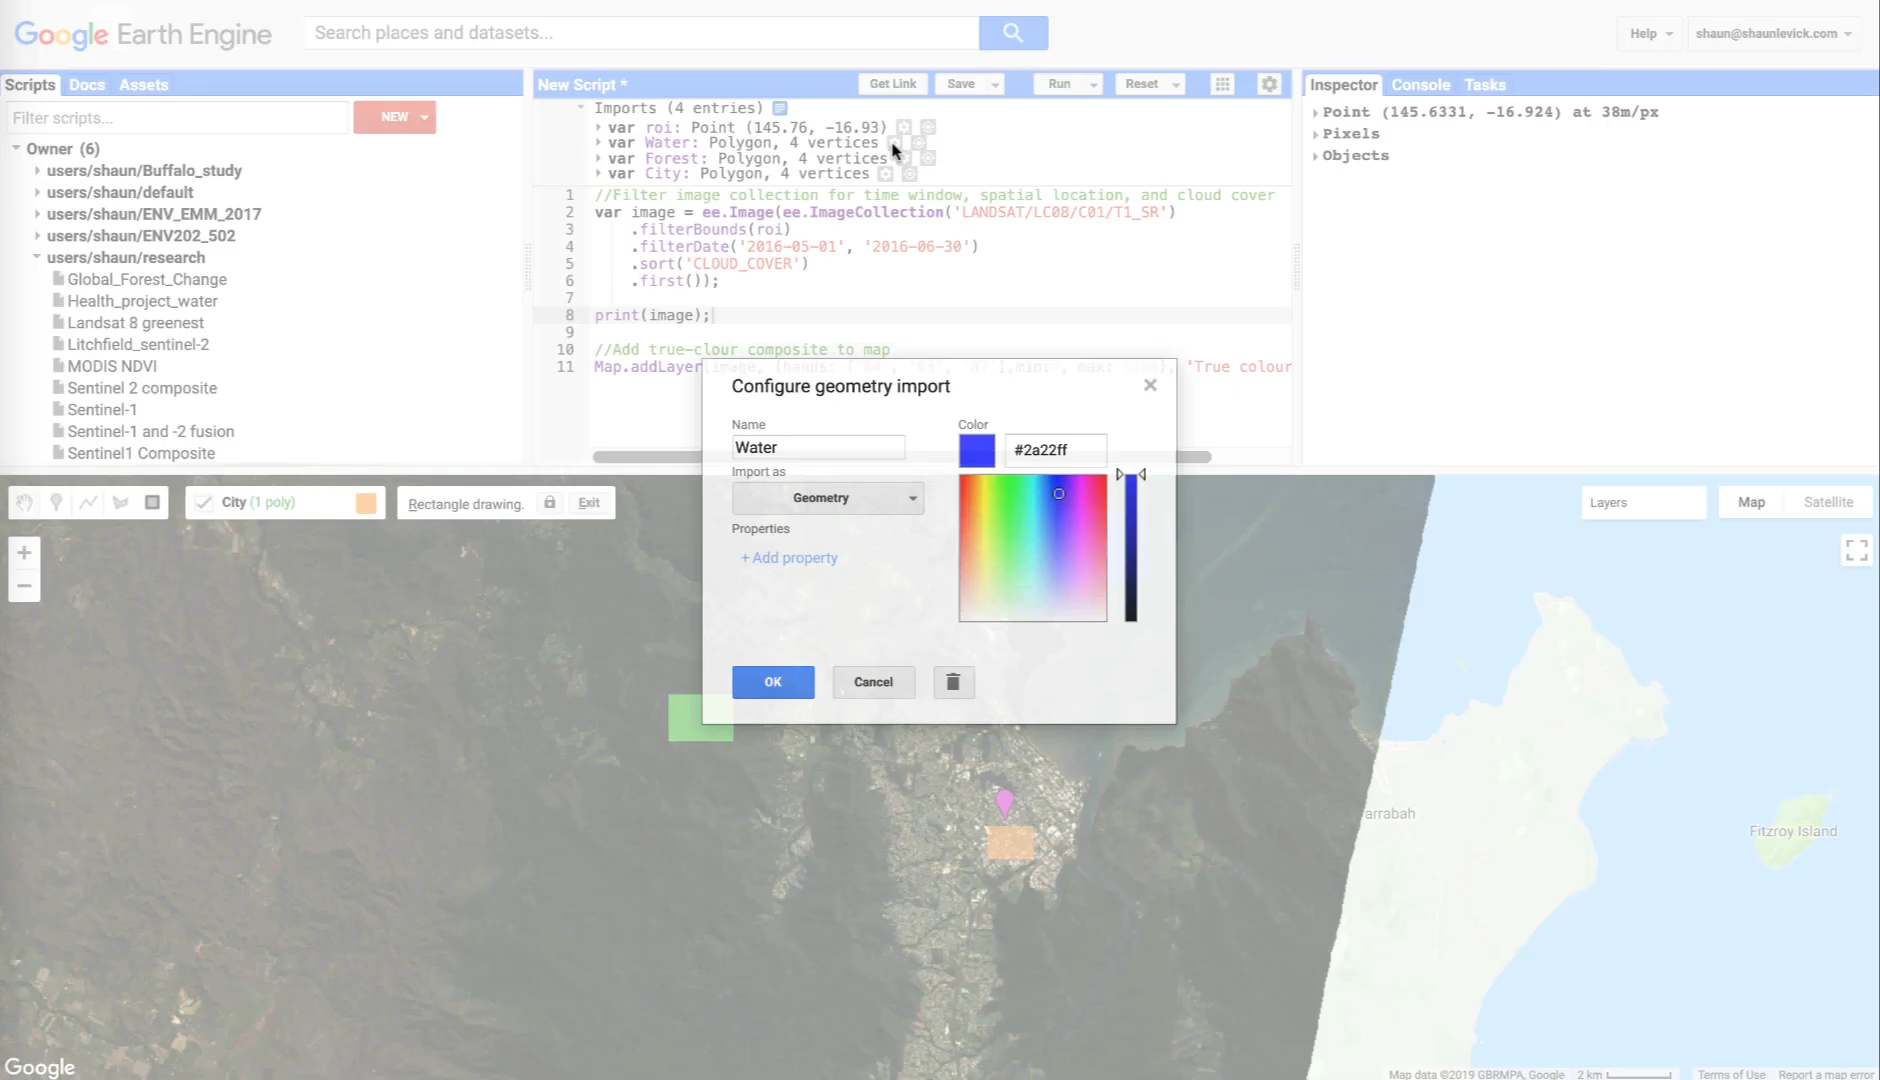 Google Earth Engine
Search places and datasets...
Help
shaun@shaunlevick.com
Scripts Docs Assets
New Script *
Get Link Save Run Reset
Inspector Console Tasks
Filter scripts...
NEW
Owner (6)
users/shaun/Buffalo_study
users/shaun/default
users/shaun/ENV_EMM_2017
users/shaun/ENV202_502
users/shaun/research
Global_Forest_Change
Health_project_water
Landsat 8 greenest
Litchfield_sentinel-2
MODIS NDVI
Sentinel 2 composite
Sentinel-1
Sentinel-1 and -2 fusion
Sentinel1 Composite
Imports (4 entries)
var roi: Point (145.76, -16.93)
var Water: Polygon, 4 vertices
var Forest: Polygon, 4 vertices
var City: Polygon, 4 vertices
1 //Filter image collection for time window, spatial location, and cloud cover
2 var image = ee.Image(ee.ImageCollection('LANDSAT/LC08/C01/T1_SR')
3 .filterBounds(roi)
4 .filterDate('2016-05-01', '2016-06-30')
5 .sort('CLOUD_COVER')
6 .first());
7
8 print(image);
9
10 //Add true-clour composite to map
11 Map.addLayer(image, {bands: ],min: , max: 'True colour
Point (145.6331, -16.924) at 38m/px
Pixels
Objects
Configure geometry import
Name
Water
Import as
Geometry
Properties
+ Add property
Color
#2a22ff
OK Cancel
City (1 poly)
Rectangle drawing. Exit
Layers
Map Satellite
arrabah
Fitzroy Island
Google
Map data ©2019 GBRMPA, Google 2 km Terms of Use Report a map error